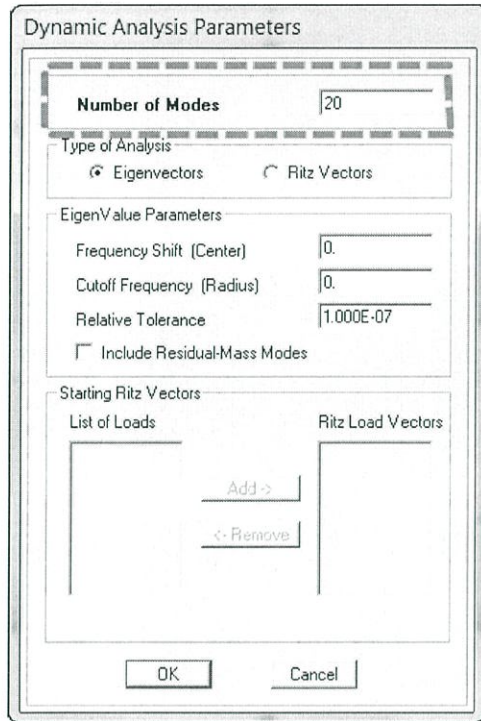 Dynamic Analysis Parameters
Number of Modes 20
Type of Analysis
Eigenvectors Ritz Vectors
EigenValue Parameters
Frequency Shift (Center) 0.
Cutoff Frequency (Radius) 0.
Relative Tolerance 1.000E-07
Include Residual-Mass Modes
Starting Ritz Vectors
List of Loads Ritz Load Vectors
Add ->
<- Remove
OK Cancel